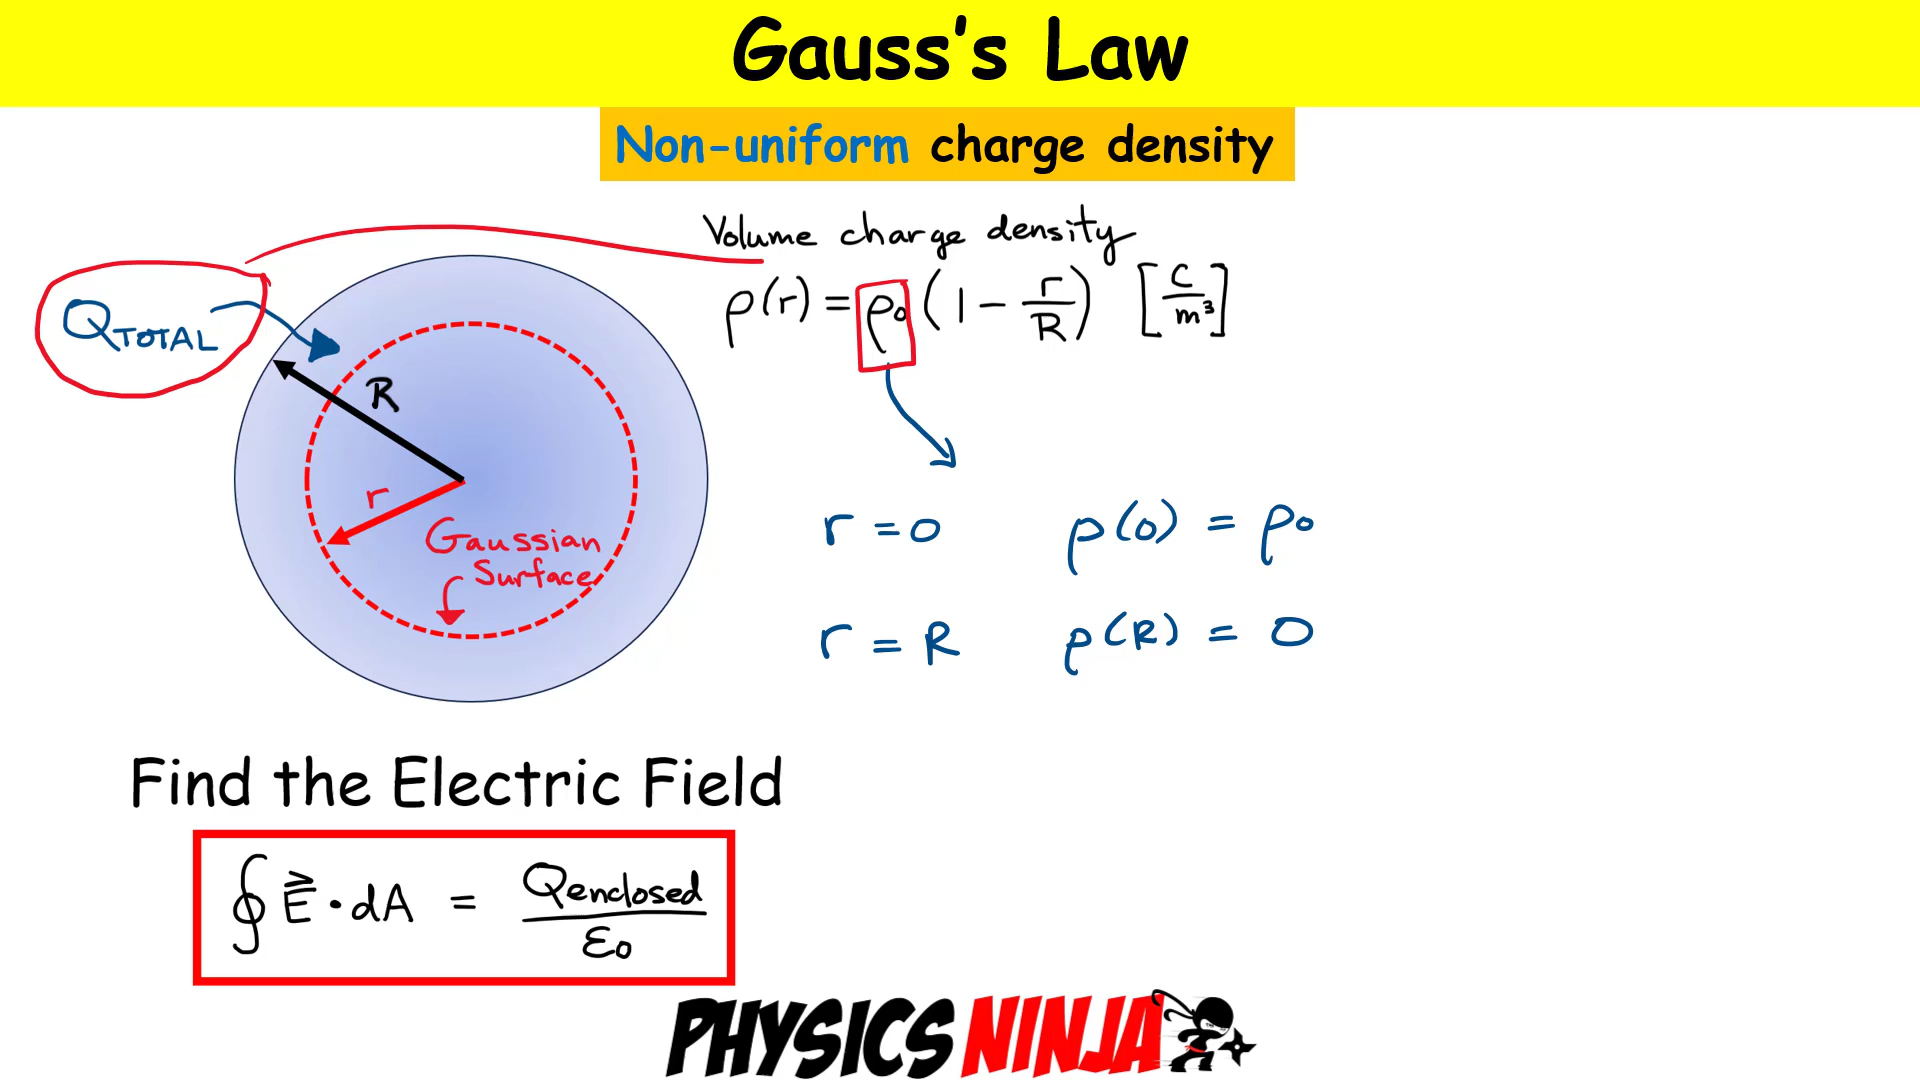 Gauss's Law
Non-uniform charge density
Volume charge density
ρ(r) = ρ₀ (1 - r/R) [C/m³]
Q_TOTAL
R
r
Gaussian
Surface
r = 0 ρ(0) = ρ₀
r = R ρ(R) = 0
Find the Electric Field
∮ E⃗ · dA = Qenclosed/ε₀
PHYSICS NINJA